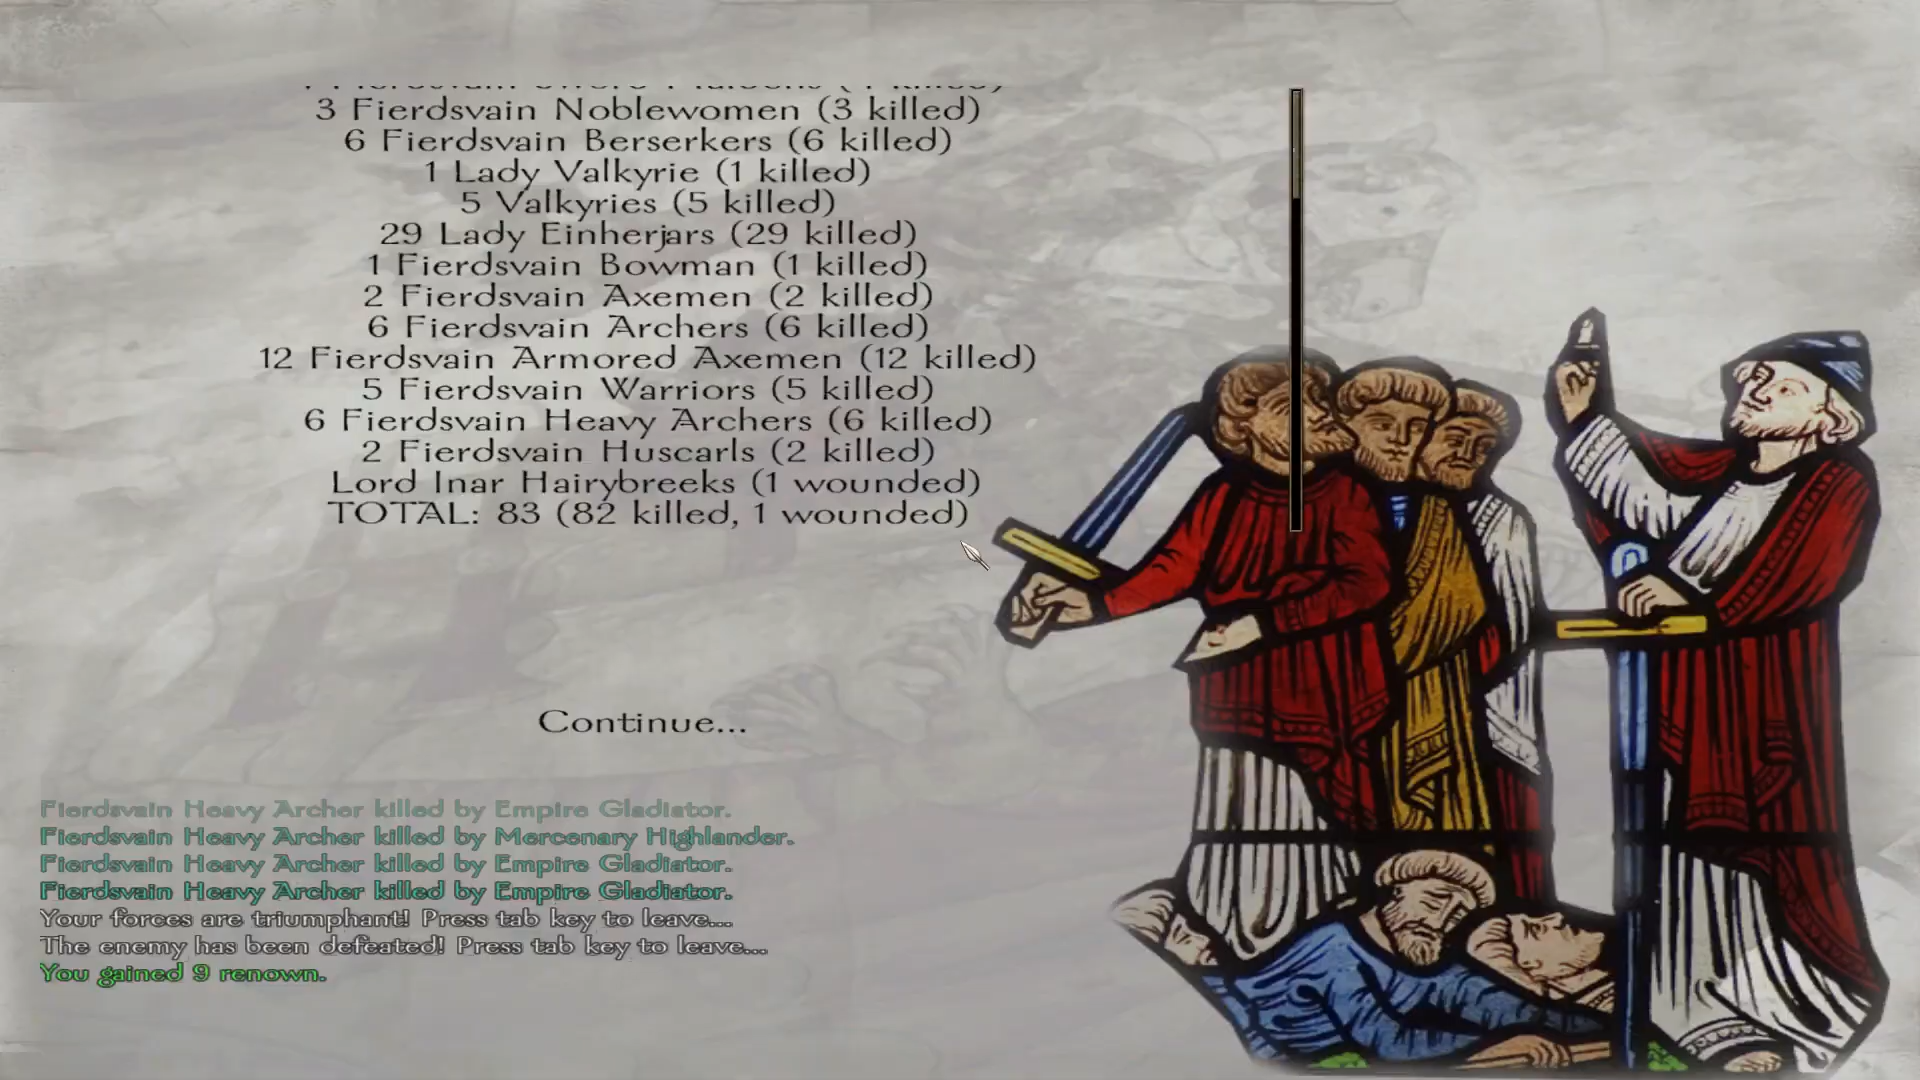 3 Fierdsvain Noblewomen (3 killed)
6 Fierdsvain Berserkers (6 killed)
1 Lady Valkyrie (1 killed)
5 Valkyries (5 killed)
29 Lady Einherjars (29 killed)
1 Fierdsvain Bowman (1 killed)
2 Fierdsvain Axemen (2 killed)
6 Fierdsvain Archers (6 killed)
12 Fierdsvain Armored Axemen (12 killed)
5 Fierdsvain Warriors (5 killed)
6 Fierdsvain Heavy Archers (6 killed)
2 Fierdsvain Huscarls (2 killed)
Lord Inar Hairybreeks (1 wounded)
TOTAL: 83 (82 killed, 1 wounded)
Continue...
Fierdsvain Heavy Archer killed by Empire Gladiator.
Fierdsvain Heavy Archer killed by Mercenary Highlander.
Fierdsvain Heavy Archer killed by Empire Gladiator.
Fierdsvain Heavy Archer killed by Empire Gladiator.
Your forces are triumphant! Press tab key to leave...
The enemy has been defeated! Press tab key to leave...
You gained 9 renown.